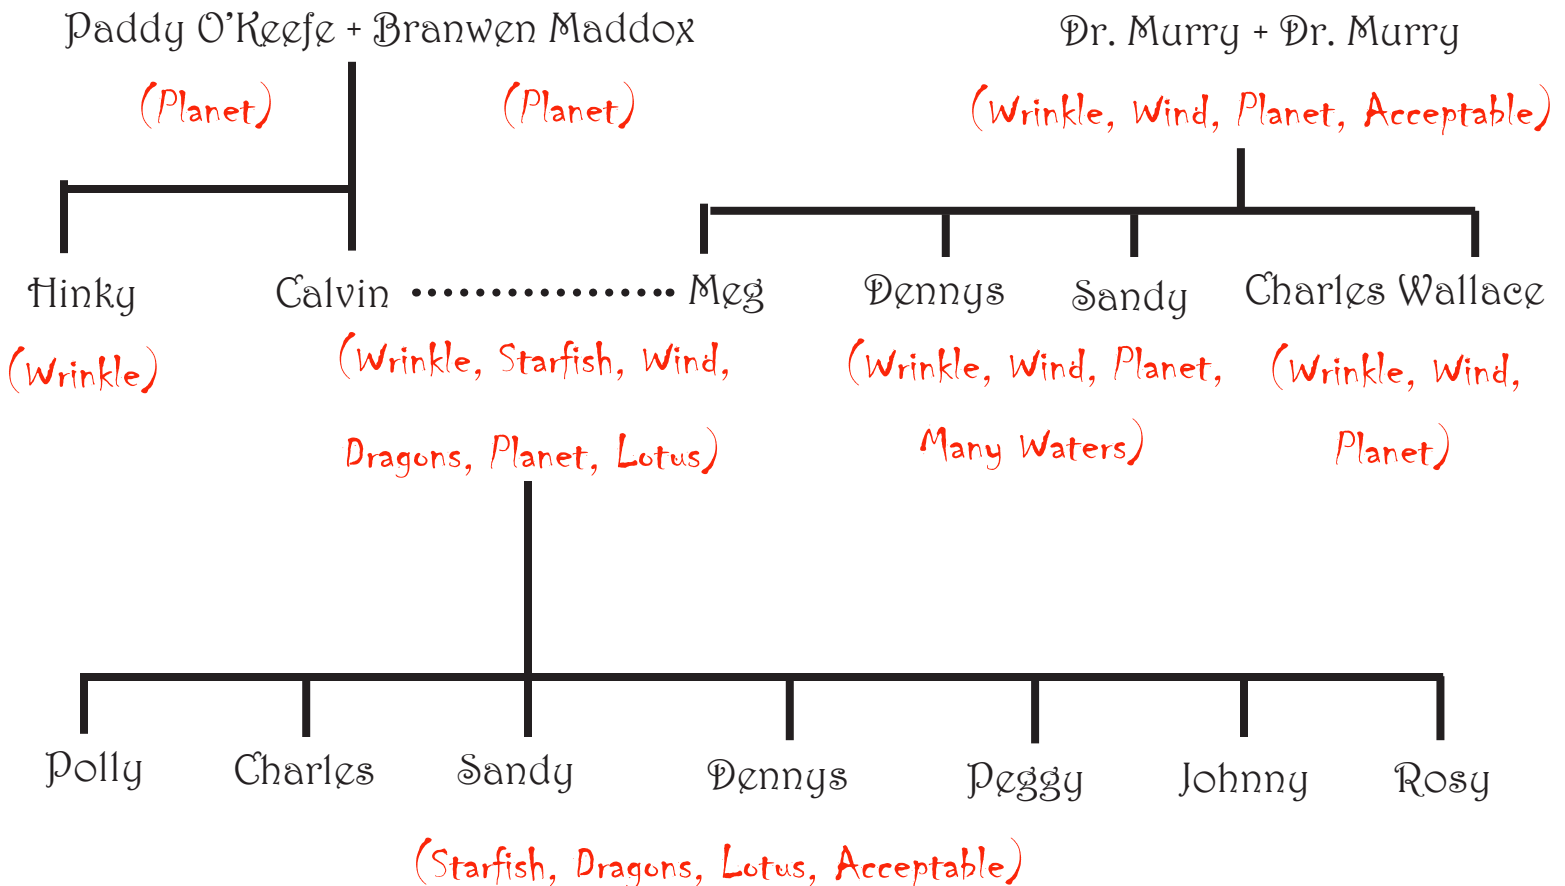 Paddy O'Keefe + Branwen Maddox
Dr. Murry + Dr. Murry
(Planet)
(Planet)
(Wrinkle, Wind, Planet, Acceptable)
Hinky
Calvin
Meg
Dennys
Sandy
Charles Wallace
(Wrinkle)
(Wrinkle, Starfish, Wind,
Dragons, Planet, Lotus)
(Wrinkle, Wind, Planet,
Many Waters)
(Wrinkle, Wind,
Planet)
Polly
Charles
Sandy
Dennys
Peggy
Johnny
Rosy
(Starfish, Dragons, Lotus, Acceptable)